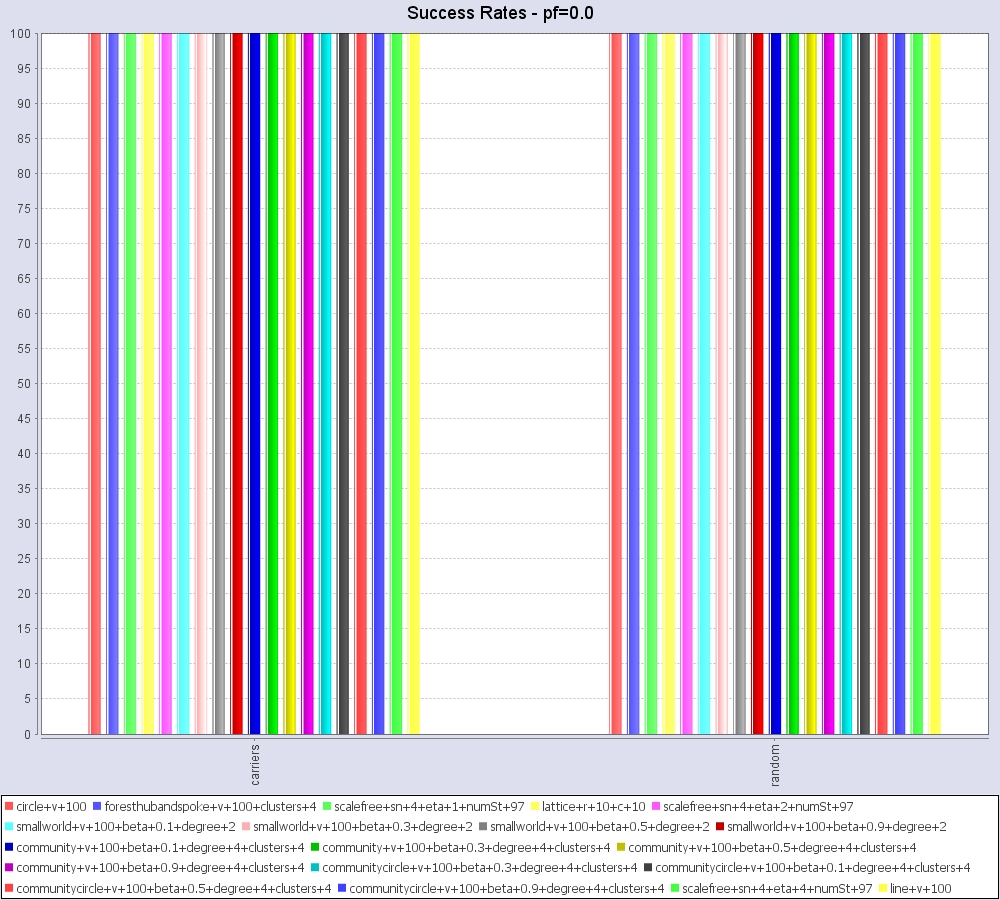 Success Rates - pf=0.0
100
95
90
85
80
75
70
65
60
55
50
45
40
35
30
25
20
15
10
5
0
carriers
random
circle+v+100 foresthubandspoke+v+100+clusters+4 scalefree+sn+4+eta+1+numSt+97 lattice+r+10+c+10 scalefree+sn+4+eta+2+numSt+97
smallworld+v+100+beta+0.1+degree+2 smallworld+v+100+beta+0.3+degree+2 smallworld+v+100+beta+0.5+degree+2 smallworld+v+100+beta+0.9+degree+2
community+v+100+beta+0.1+degree+4+clusters+4 community+v+100+beta+0.3+degree+4+clusters+4 community+v+100+beta+0.5+degree+4+clusters+4
community+v+100+beta+0.9+degree+4+clusters+4 communitycircle+v+100+beta+0.3+degree+4+clusters+4 communitycircle+v+100+beta+0.1+degree+4+clusters+4
communitycircle+v+100+beta+0.5+degree+4+clusters+4 communitycircle+v+100+beta+0.9+degree+4+clusters+4 scalefree+sn+4+eta+4+numSt+97 line+v+100